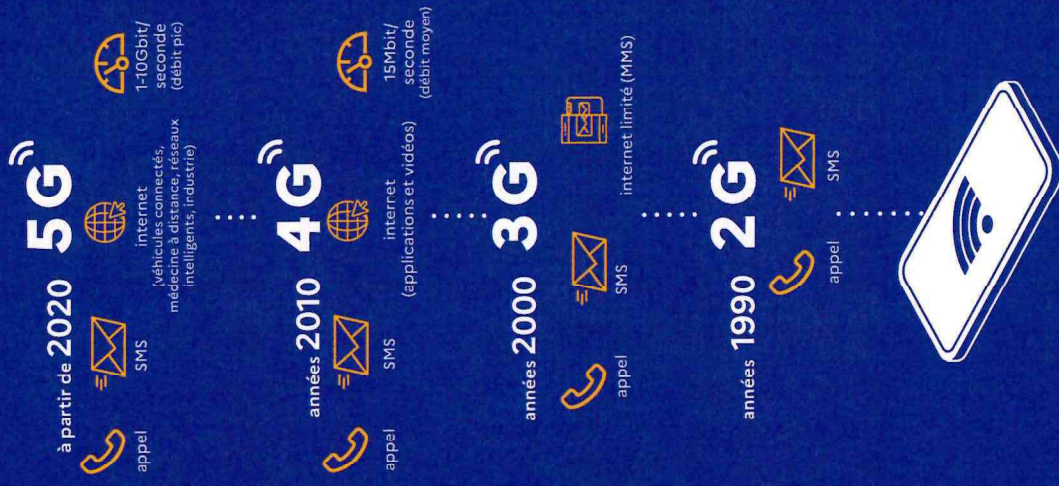 à partir de 2020 5G
appel
SMS
internet
(véhicules connectés,
médecine à distance, réseaux
intelligents, industrie)
1-10Gbit/
seconde
(débit pic)
années 2010 4G
appel
SMS
internet
(applications et vidéos)
15Mbit/
seconde
(débit moyen)
années 2000 3G
appel
SMS
internet limité (MMS)
années 1990 2G
appel
SMS